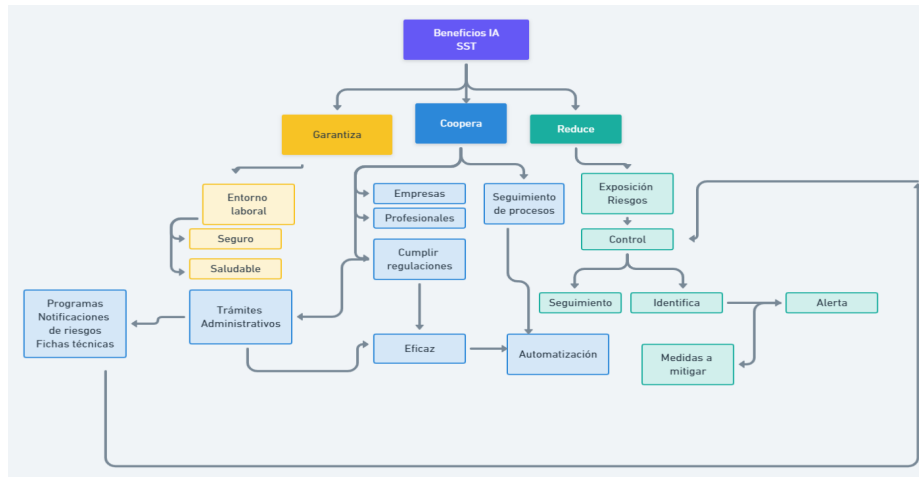 Beneficios IA
SST
Garantiza
Coopera
Reduce
Entorno
laboral
Seguro
Saludable
Empresas
Profesionales
Cumplir
regulaciones
Seguimiento
de procesos
Exposición
Riesgos
Control
Seguimiento
Identifica
Alerta
Medidas a
mitigar
Programas
Notificaciones
de riesgos
Fichas técnicas
Trámites
Administrativos
Eficaz
Automatización